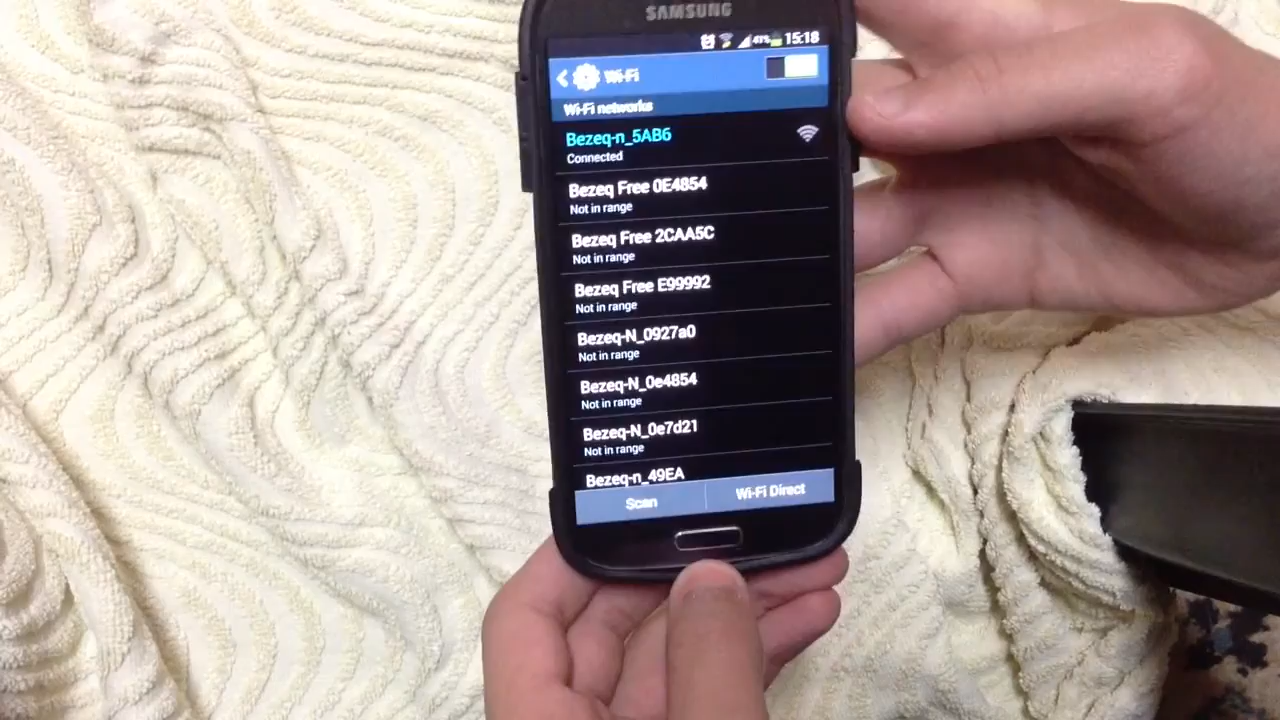 SAMSUNG
47% 15:18
Wi-Fi
Wi-Fi networks
Bezeq-n_5AB6
Connected
Bezeq Free 0E4854
Not in range
Bezeq Free 2CAA5C
Not in range
Bezeq Free E99992
Not in range
Bezeq-N_0927a0
Not in range
Bezeq-N_0e4854
Not in range
Bezeq-N_0e7d21
Not in range
Bezeq-n_49EA
Scan Wi-Fi Direct